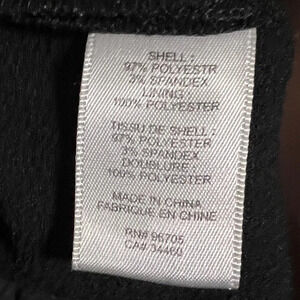 SHELL :
97% POLYESTR
3% SPANDEX
LINING:
100% POLYESTER
TISSU DE SHELL :
97% POLYESTER
3% SPANDEX
DOUBLURE :
100% POLYESTER
MADE IN CHINA
FABRIQUE EN CHINE
RN# 96705
CA# 34460